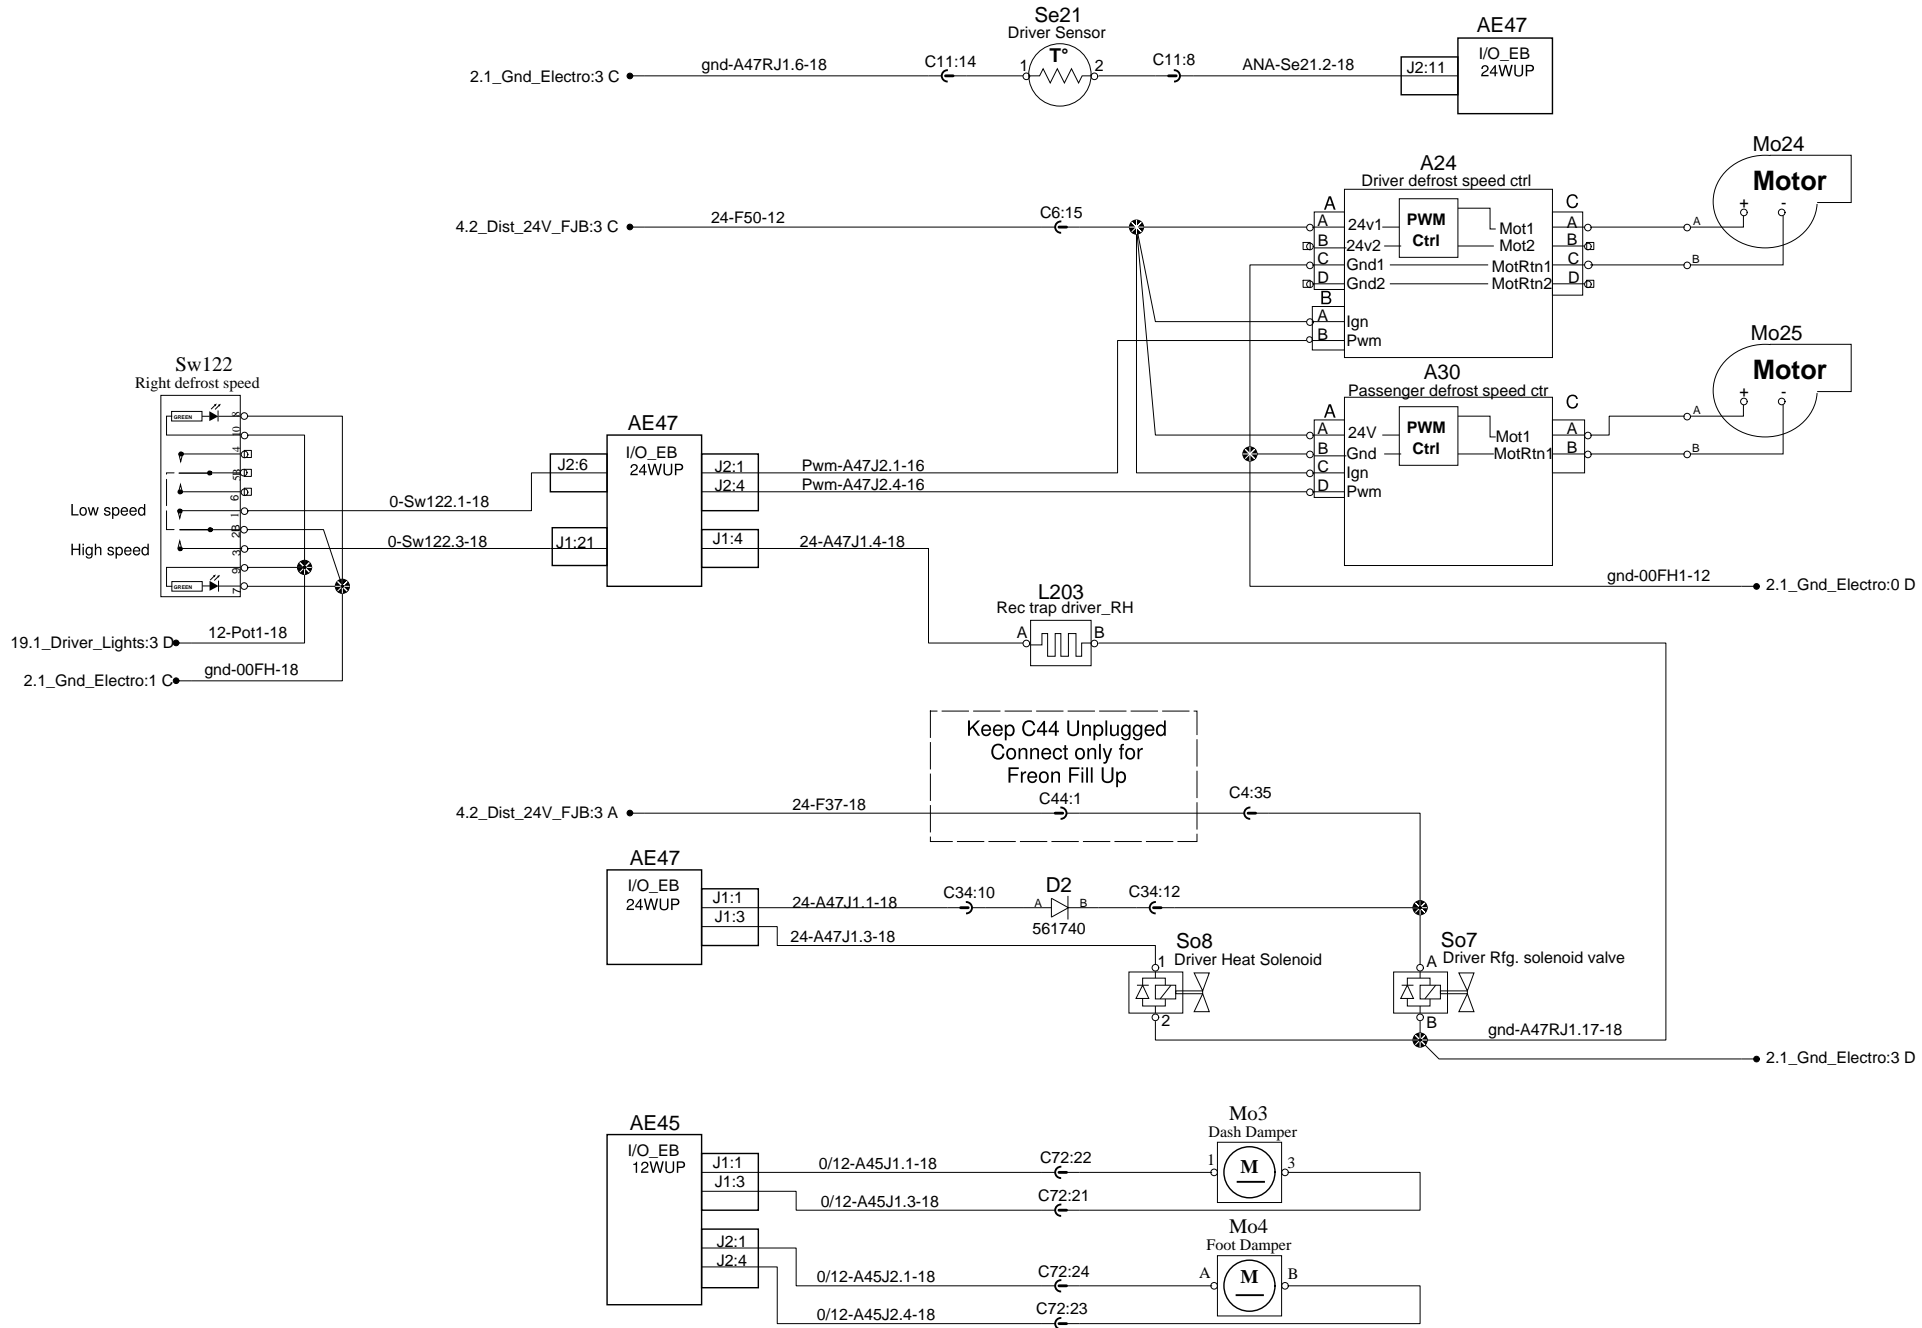 Se21
Driver Sensor
T°
1
2
2.1_Gnd_Electro:3 C
gnd-A47RJ1.6-18
C11:14
C11:8
ANA-Se21.2-18
AE47
J2:11
I/O_EB
24WUP
4.2_Dist_24V_FJB:3 C
24-F50-12
C6:15
A24
Driver defrost speed ctrl
A
A 24v1
B 24v2
C Gnd1
D Gnd2
B
A Ign
B Pwm
PWM
Ctrl
C
Mot1 A
Mot2 B
MotRtn1 C
MotRtn2 D
A
B
Mo24
Motor
+ -
Sw122
Right defrost speed
GREEN
8
10
4
5B
6
1
2B
3
9
7
GREEN
Low speed
High speed
0-Sw122.1-18
0-Sw122.3-18
AE47
I/O_EB
24WUP
J2:6
J1:21
J2:1
J2:4
J1:4
Pwm-A47J2.1-16
Pwm-A47J2.4-16
24-A47J1.4-18
A30
Passenger defrost speed ctr
A
A 24V
B Gnd
C Ign
D Pwm
PWM
Ctrl
C
Mot1 A
MotRtn1 B
A
B
Mo25
Motor
+ -
gnd-00FH1-12
2.1_Gnd_Electro:0 D
19.1_Driver_Lights:3 D
12-Pot1-18
2.1_Gnd_Electro:1 C
gnd-00FH-18
L203
Rec trap driver_RH
A
B
Keep C44 Unplugged
Connect only for
Freon Fill Up
4.2_Dist_24V_FJB:3 A
24-F37-18
C44:1
C4:35
AE47
I/O_EB
24WUP
J1:1
J1:3
24-A47J1.1-18
24-A47J1.3-18
C34:10
D2
A
B
561740
C34:12
So8
Driver Heat Solenoid
1
2
So7
Driver Rfg. solenoid valve
A
B
gnd-A47RJ1.17-18
2.1_Gnd_Electro:3 D
AE45
I/O_EB
12WUP
J1:1
J1:3
J2:1
J2:4
0/12-A45J1.1-18
0/12-A45J1.3-18
C72:22
C72:21
Mo3
Dash Damper
1
M
3
0/12-A45J2.1-18
0/12-A45J2.4-18
C72:24
C72:23
Mo4
Foot Damper
A
M
B